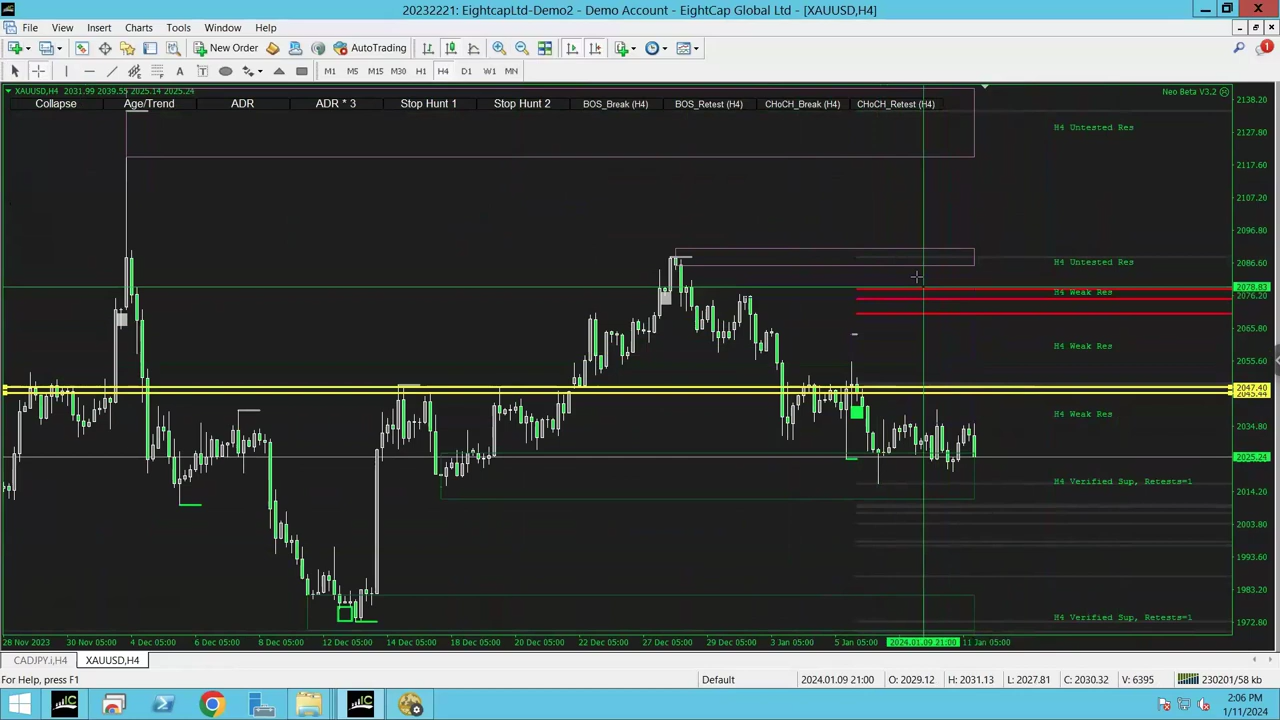 20232221: EightcapLtd-Demo2 - Demo Account - EightCap Global Ltd - [XAUUSD,H4]
File View Insert Charts Tools Window Help
New Order AutoTrading 1
A T M1 M5 M15 M30 H1 H4 D1 W1 MN
XAUUSD,H4 2031.99 2039.55 2025.14 2025.24
Neo Beta V3.2
Collapse Age/Trend ADR ADR * 3 Stop Hunt 1 Stop Hunt 2 BOS_Break (H4) BOS_Retest (H4) CHoCH_Break (H4) CHoCH_Retest (H4)
2138.20
H4 Untested Res
2127.80
2117.60
2107.20
2096.80
H4 Untested Res
2086.60
2078.83
H4 Weak Res
2076.20
2065.80
H4 Weak Res
2055.60
2047.40
2045.44
H4 Weak Res
2034.80
2025.24
H4 Verified Sup, Retests=1
2014.20
2003.80
1993.60
1983.20
H4 Verified Sup, Retests=1
1972.80
28 Nov 2023 30 Nov 05:00 4 Dec 05:00 6 Dec 05:00 8 Dec 05:00 12 Dec 05:00 14 Dec 05:00 18 Dec 05:00 20 Dec 05:00 22 Dec 05:00 27 Dec 05:00 29 Dec 05:00 3 Jan 05:00 5 Jan 05:00 2024.01.09 21:00 11 Jan 05:00
CADJPY.i,H4 XAUUSD,H4
For Help, press F1 Default 2024.01.09 21:00 O: 2029.12 H: 2031.13 L: 2027.81 C: 2030.32 V: 6395 230201/58 kb
2:06 PM
1/11/2024